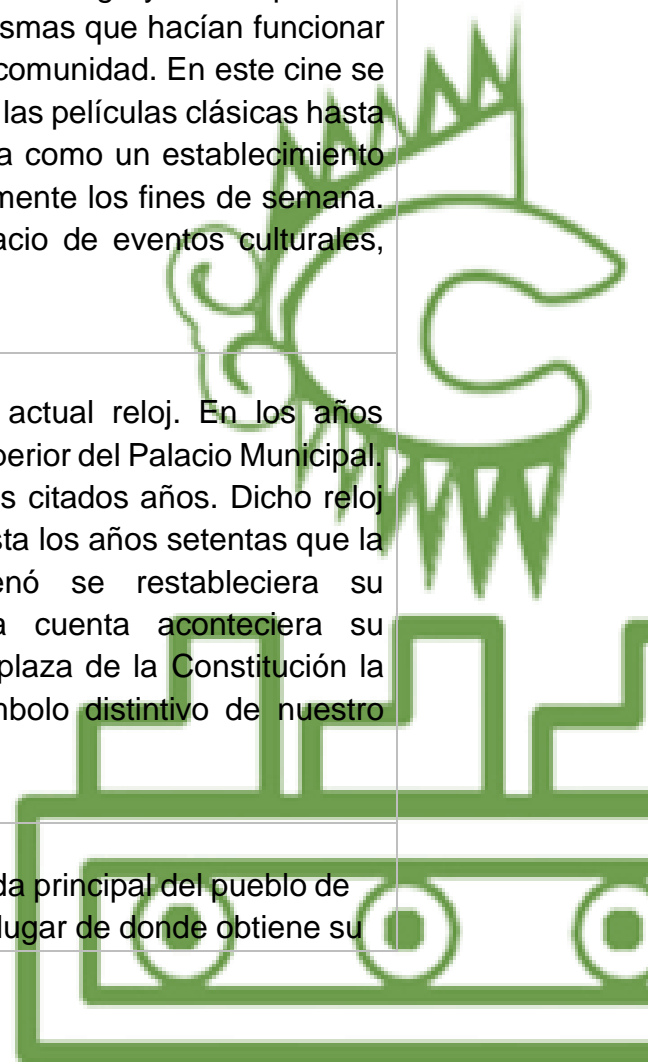 smas que hacían funcionar
comunidad. En este cine se
las películas clásicas hasta
a como un establecimiento
mente los fines de semana.
acio de eventos culturales,
actual reloj. En los años
perior del Palacio Municipal.
s citados años. Dicho reloj
sta los años setentas que la
enó se restableciera su
a cuenta aconteciera su
plaza de la Constitución la
mbolo distintivo de nuestro
da principal del pueblo de
lugar de donde obtiene su